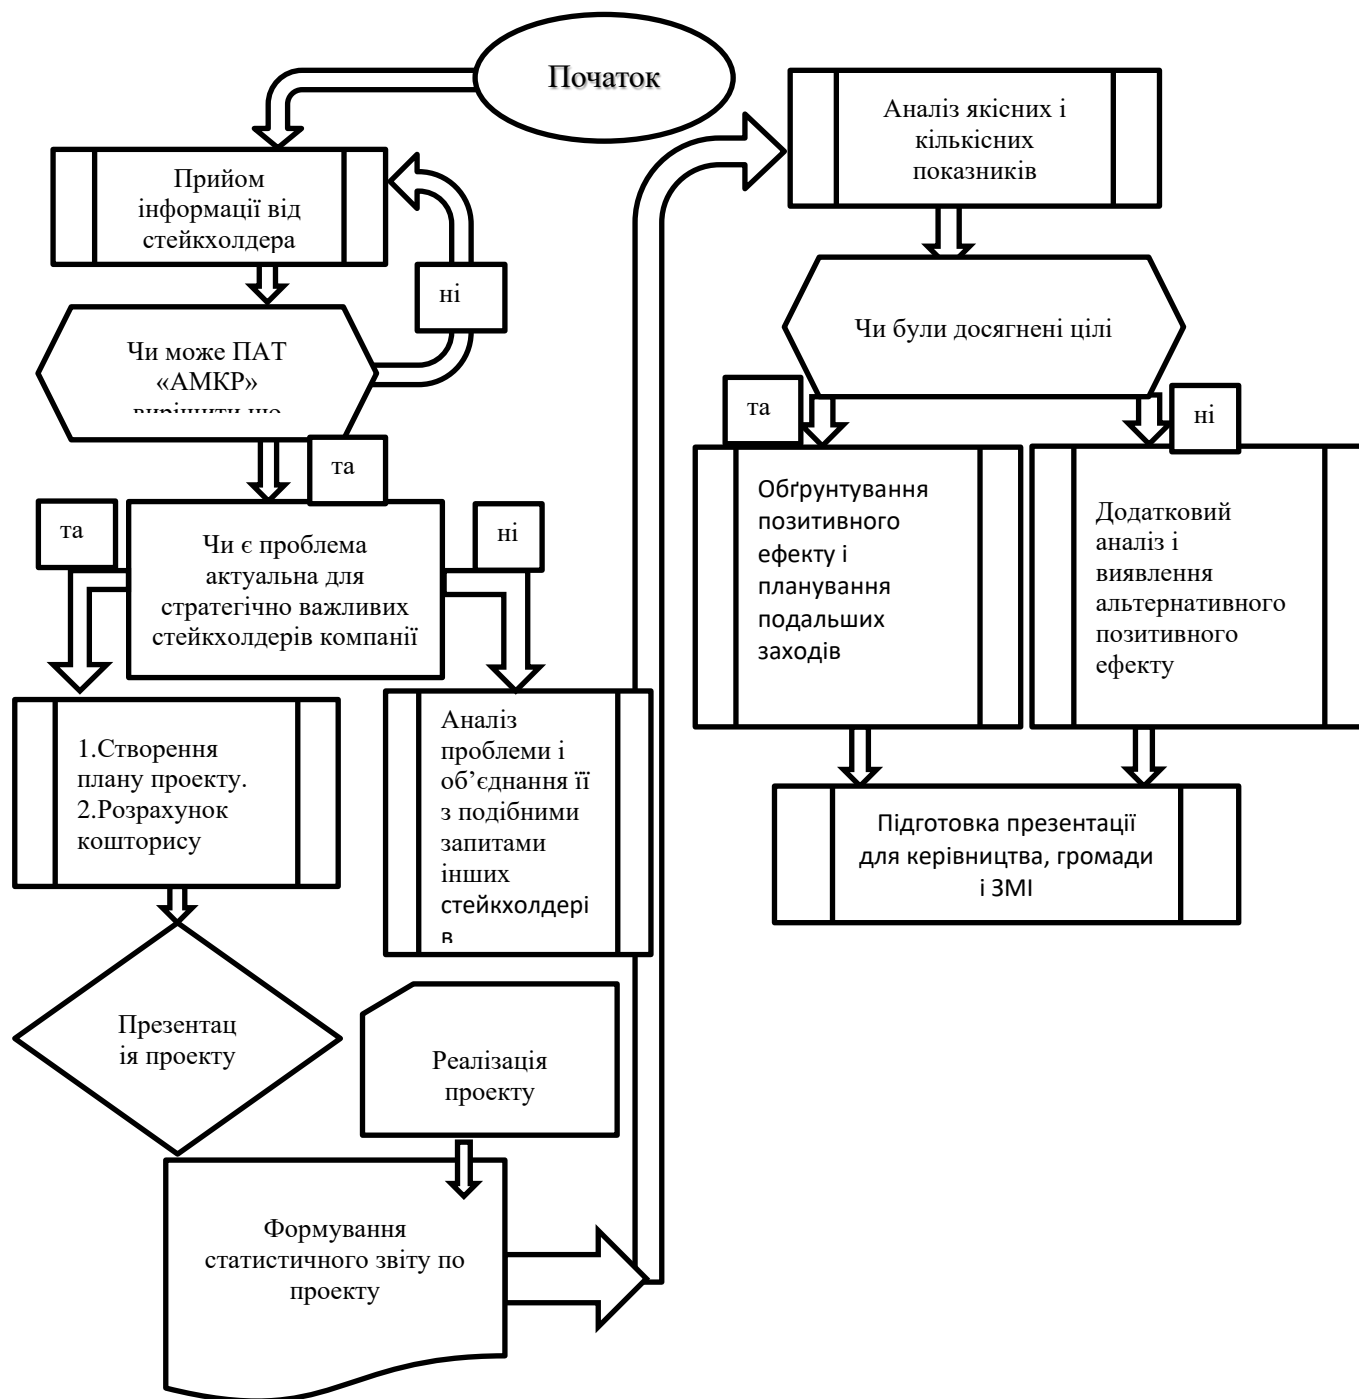 Початок
Прийом
інформації від
стейкхолдера
ні
Чи може ПАТ
«АМКР»
вирішити цю
та
Чи є проблема
актуальна для
стратегічно важливих
стейкхолдерів компанії
та
ні
1.Створення
плану проекту.
2.Розрахунок
кошторису
Аналіз
проблеми і
об’єднання її
з подібними
запитами
інших
стейкхолдері
в
Презентац
ія проекту
Реалізація
проекту
Формування
статистичного звіту по
проекту
Аналіз якісних і
кількісних
показників
Чи були досягнені цілі
та
ні
Обґрунтування
позитивного
ефекту і
планування
подальших
заходів
Додатковий
аналіз і
виявлення
альтернативного
позитивного
ефекту
Підготовка презентації
для керівництва, громади
і ЗМІ